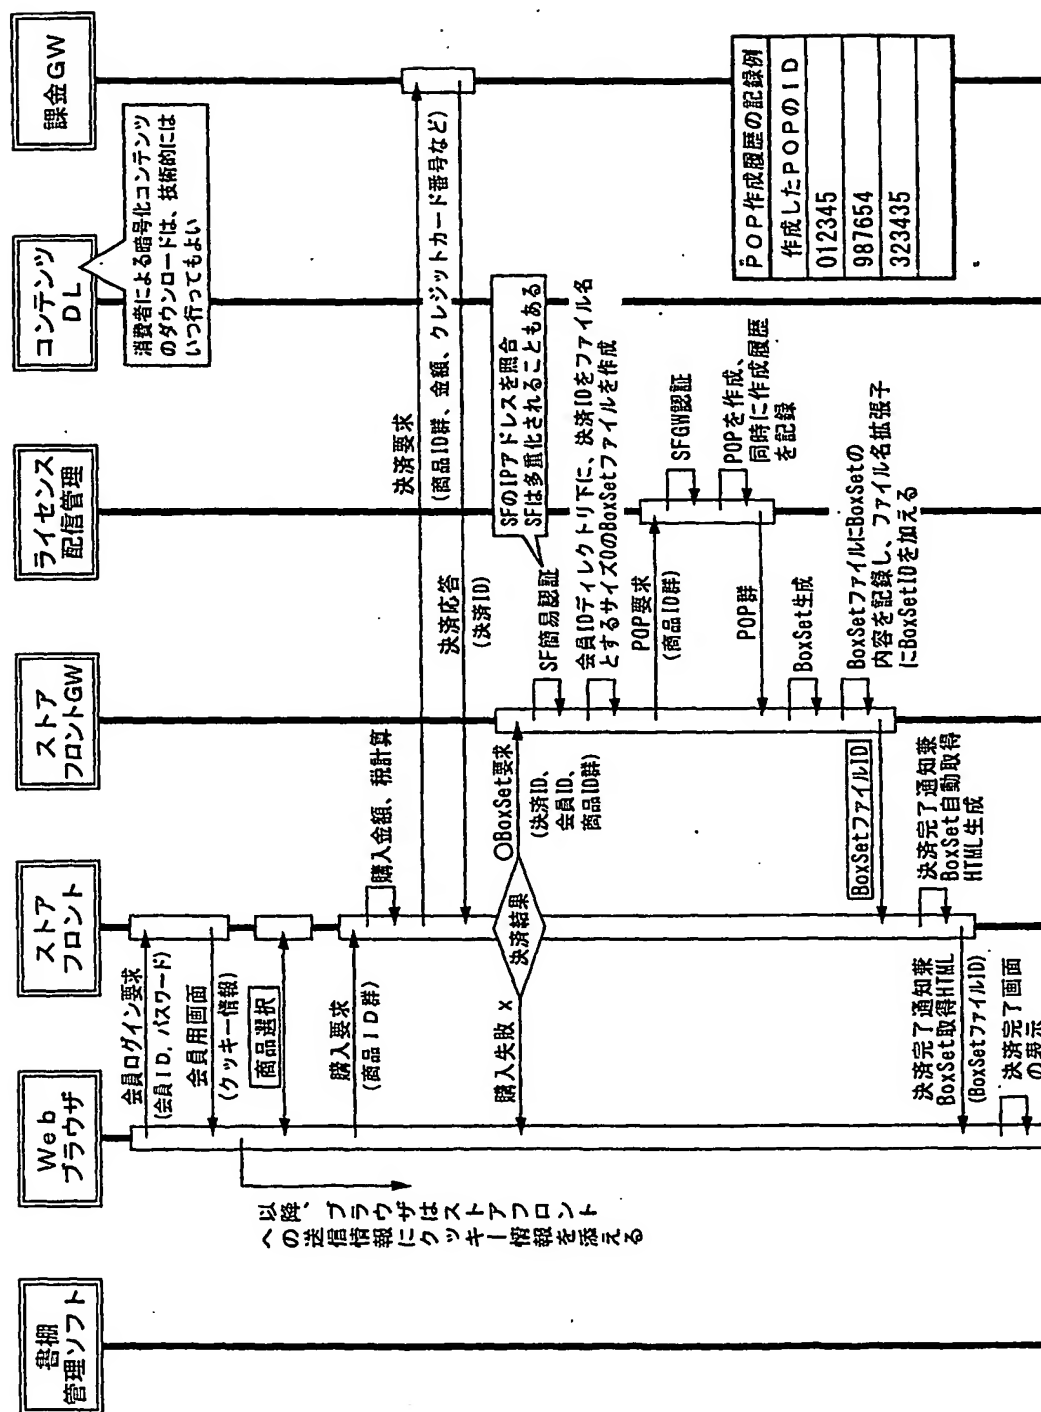 書棚
管理ソフト
Web
ブラウザ
ストア
フロント
ストア
フロントGW
ライセンス
配信管理
コンテンツ
DL
課金GW
消費者による暗号化コンテンツ
のダウンロードは、技術的には
いつ行ってもよい
会員ログイン要求
(会員ID,パスワード)
会員用画面
(クッキー情報)
以降、ブラウザはストアフロント
への送信情報にクッキー情報を添える
商品選択
購入要求
(商品ID群)
購入金額、税計算
決済要求
(商品ID群、金額、クレジットカード番号など)
決済応答
(決済ID)
決済結果
購入失敗 x
○BoxSet要求
(決済ID、
会員ID、
商品ID群)
SF簡易認証
SFのIPアドレスを照合
SFは多重化されることもある
会員IDディレクトリ下に、決済IDをファイル名
とするサイズ0のBoxSetファイルを作成
POP要求
(商品ID群)
SFGW認証
POPを作成、
同時に作成履歴
を記録
POP群
BoxSet生成
BoxSetファイルにBoxSetの
内容を記録し、ファイル名拡張子
にBoxSetIDを加える
BoxSetファイルID
決済完了通知兼
BoxSet自動取得
HTML生成
決済完了通知兼
BoxSet取得HTML
(BoxSetファイルID)
決済完了画面
の表示
POP作成履歴の記録例
作成したPOPのID
012345
987654
323435